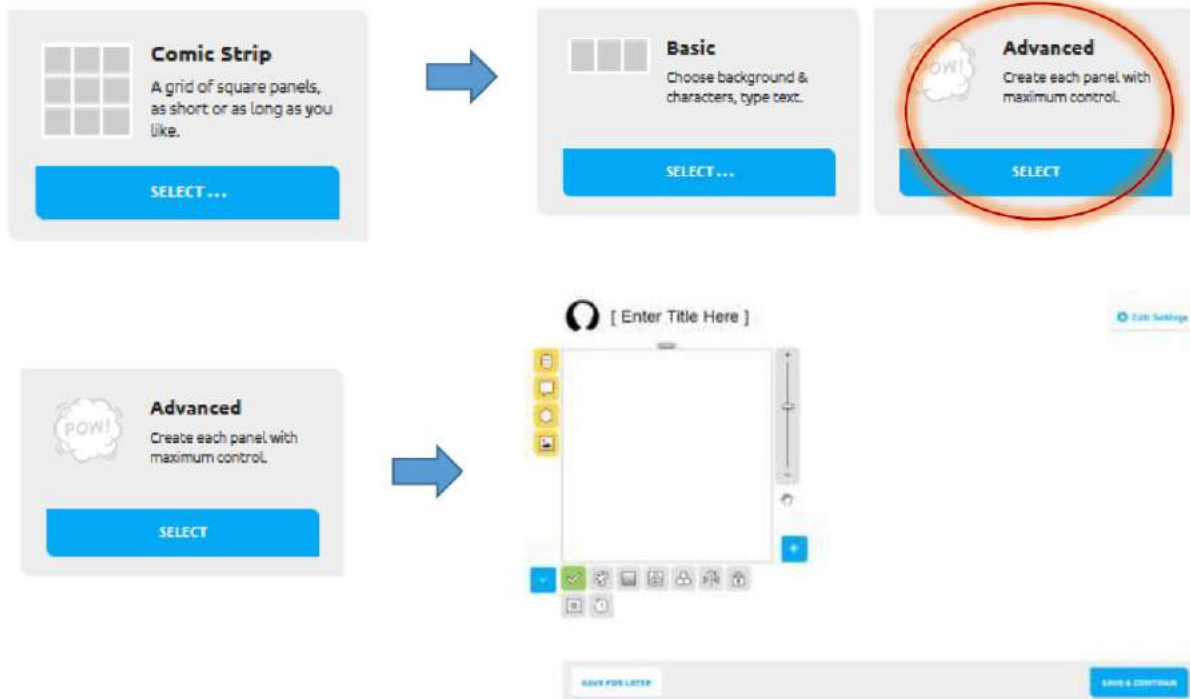 Comic Strip
A grid of square panels,
as short or as long as you
like.
SELECT...
Basic
Choose background &
characters, type text.
SELECT...
POW!
Advanced
Create each panel with
maximum control.
SELECT
[ Enter Title Here ]
Edit Settings
POW!
Advanced
Create each panel with
maximum control.
SELECT
SAVE FOR LATER
SAVE & CONTINUE